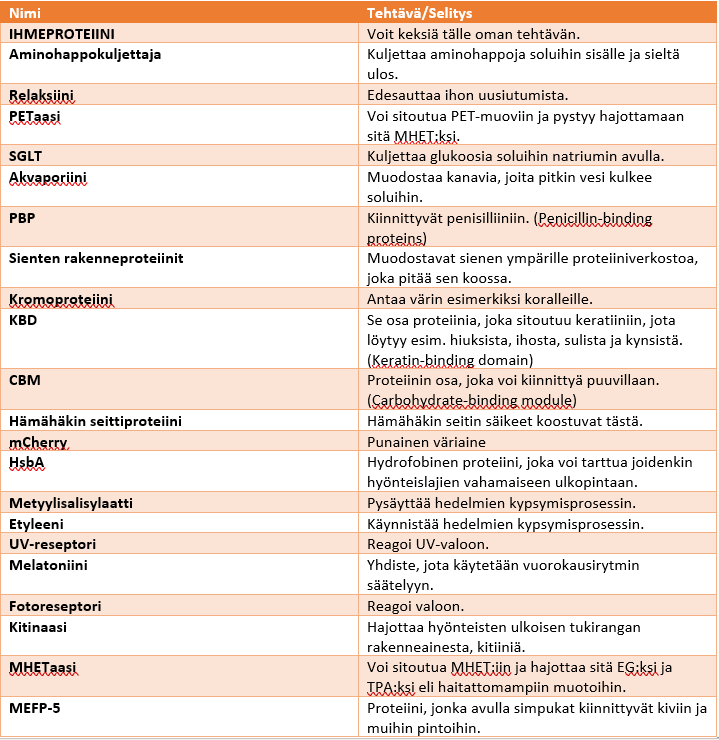 Nimi Tehtävä/Selitys
IHMEPROTEIINI Voit keksiä tälle oman tehtävän.
Aminohappokuljettaja Kuljettaa aminohappoja soluihin sisälle ja sieltä
ulos.
Relaksiini Edesauttaa ihon uusiutumista.
PETaasi Voi sitoutua PET-muoviin ja pystyy hajottamaan
sitä MHET:ksi.
SGLT Kuljettaa glukoosia soluihin natriumin avulla.
Akvaporiini Muodostaa kanavia, joita pitkin vesi kulkee
soluihin.
PBP Kiinnittyvät penisilliiniin. (Penicillin-binding
proteins)
Sienten rakenneproteiinit Muodostavat sienen ympärille proteiiniverkostoa,
joka pitää sen koossa.
Kromoproteiini Antaa värin esimerkiksi koralleille.
KBD Se osa proteiinia, joka sitoutuu keratiiniin, jota
löytyy esim. hiuksista, ihosta, sulista ja kynsistä.
(Keratin-binding domain)
CBM Proteiinin osa, joka voi kiinnittyä puuvillaan.
(Carbohydrate-binding module)
Hämähäkin seittiproteiini Hämähäkin seitin säikeet koostuvat tästä.
mCherry Punainen väriaine
HsbA Hydrofobinen proteiini, joka voi tarttua joidenkin
hyönteislajien vahamaiseen ulkopintaan.
Metyylisalisylaatti Pysäyttää hedelmien kypsymisprosessin.
Etyleeni Käynnistää hedelmien kypsymisprosessin.
UV-reseptori Reagoi UV-valoon.
Melatoniini Yhdiste, jota käytetään vuorokausirytmin
säätelyyn.
Fotoreseptori Reagoi valoon.
Kitinaasi Hajottaa hyönteisten ulkoisen tukirangan
rakenneainesta, kitiiniä.
MHETaasi Voi sitoutua MHET:iin ja hajottaa sitä EG:ksi ja
TPA:ksi eli haitattomampiin muotoihin.
MEFP-5 Proteiini, jonka avulla simpukat kiinnittyvät kiviin ja
muihin pintoihin.